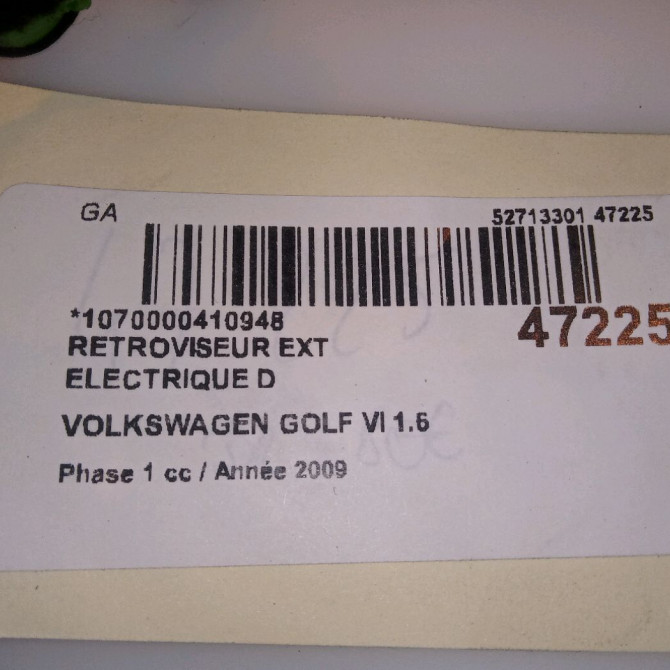 GA
52713301 47225
*1070000410948
47225
RETROVISEUR EXT
ELECTRIQUE D
VOLKSWAGEN GOLF VI 1.6
Phase 1 cc / Année 2009